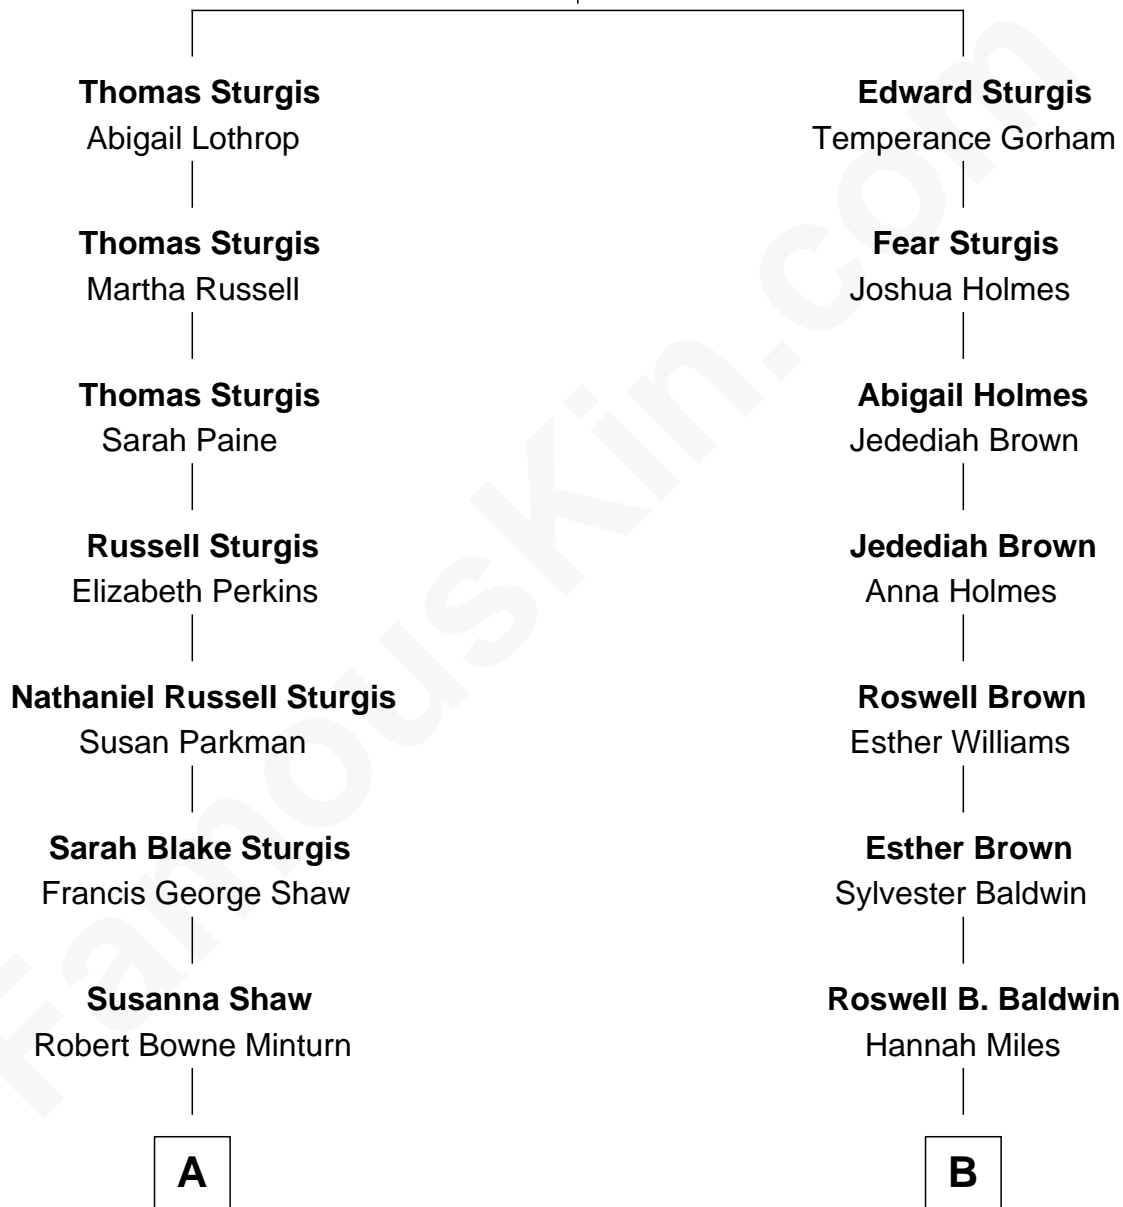 Thomas Sturgis
Abigail Lothrop
Thomas Sturgis
Martha Russell
Thomas Sturgis
Sarah Paine
Russell Sturgis
Elizabeth Perkins
Nathaniel Russell Sturgis
Susan Parkman
Sarah Blake Sturgis
Francis George Shaw
Susanna Shaw
Robert Bowne Minturn
A
Edward Sturgis
Temperance Gorham
Fear Sturgis
Joshua Holmes
Abigail Holmes
Jedediah Brown
Jedediah Brown
Anna Holmes
Roswell Brown
Esther Williams
Esther Brown
Sylvester Baldwin
Roswell B. Baldwin
Hannah Miles
B
FamousKin.com